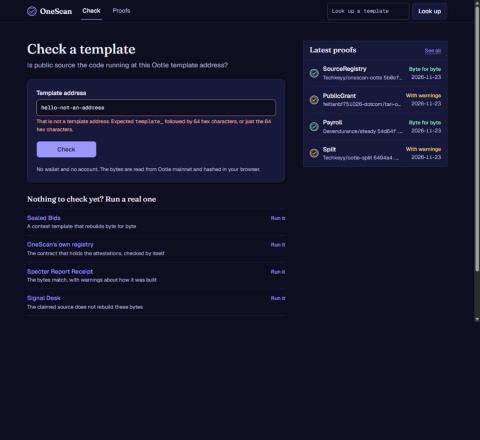 OneScan
Check
Proofs
Look up a template
Look up
Check a template
Is public source the code running at this Ootle template address?
Template address
hello-not-an-address
That is not a template address. Expected template_ followed by 64 hex characters, or just the 64
hex characters.
Check
No wallet and no account. The bytes are read from Ootle mainnet and hashed in your browser.
Nothing to check yet? Run a real one
Sealed Bids
Run it
A contest template that rebuilds byte for byte
OneScan's own registry
Run it
The contract that holds the attestations, checked by itself
Specter Report Receipt
Run it
The bytes match, with warnings about how it was built
Signal Desk
Run it
The claimed source does not rebuild these bytes
Latest proofs
See all
SourceRegistry
Byte for byte
2026-11-23
PublicGrant
With warnings
2026-11-23
Payroll
Byte for byte
2026-11-23
Split
With warnings
2026-11-23